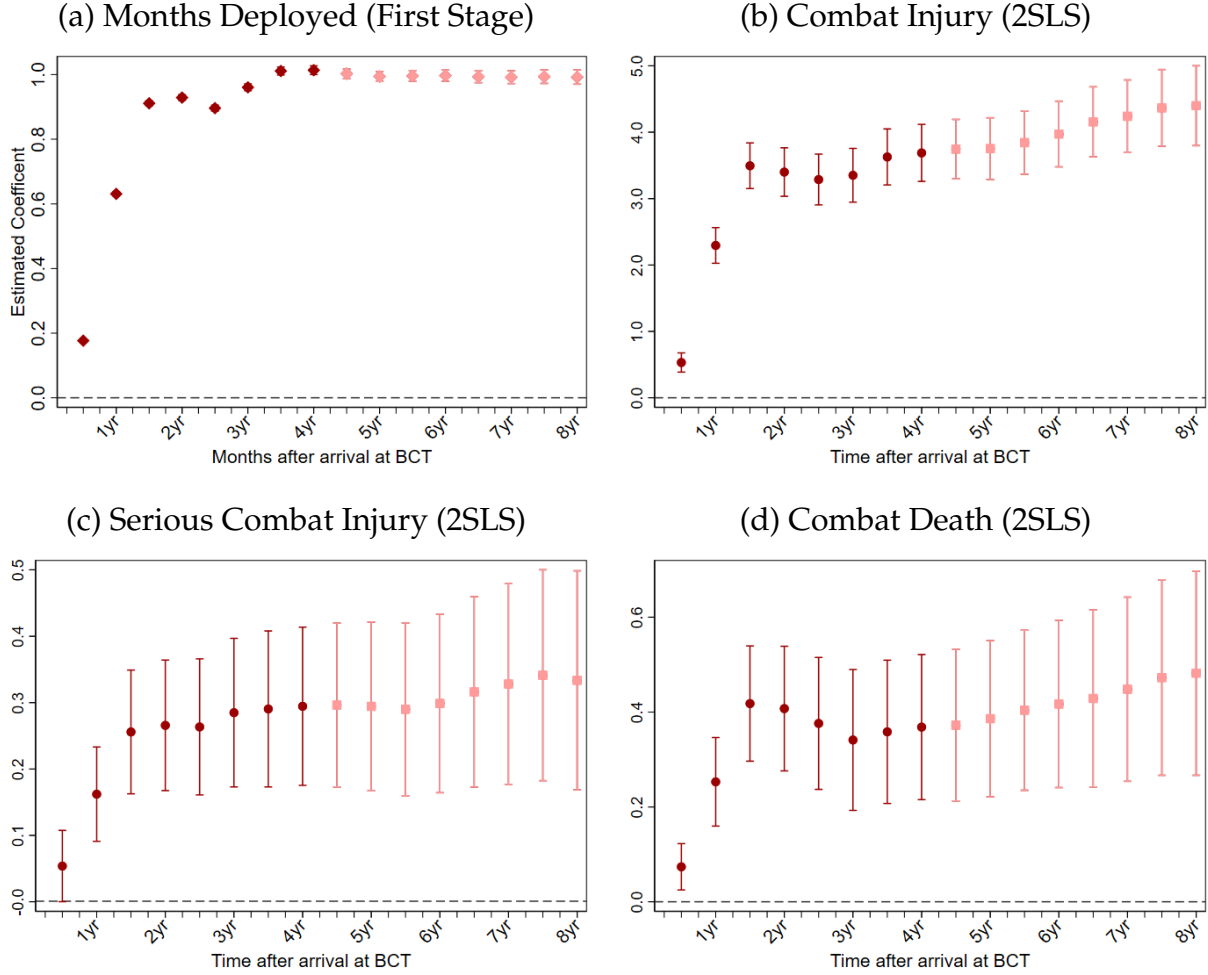 (a) Months Deployed (First Stage)
Estimated Coefficent
1.0
0.8
0.6
0.4
0.2
0.0
1yr 2yr 3yr 4yr 5yr 6yr 7yr 8yr
Months after arrival at BCT
(b) Combat Injury (2SLS)
5.0
4.0
3.0
2.0
1.0
0.0
1yr 2yr 3yr 4yr 5yr 6yr 7yr 8yr
Time after arrival at BCT
(c) Serious Combat Injury (2SLS)
0.5
0.4
0.3
0.2
0.1
-0.0
1yr 2yr 3yr 4yr 5yr 6yr 7yr 8yr
Time after arrival at BCT
(d) Combat Death (2SLS)
0.6
0.4
0.2
0.0
1yr 2yr 3yr 4yr 5yr 6yr 7yr 8yr
Time after arrival at BCT